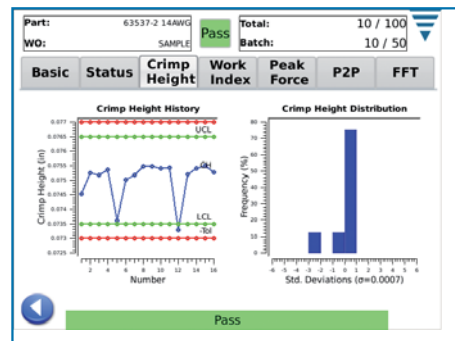 Part: 63537-2 14AWG
WO: SAMPLE
Pass
Total: 10 / 100
Batch: 10 / 50
Basic Status Crimp Height Work Index Peak Force P2P FFT
Crimp Height History
0.077
0.0765
0.076
0.0755
0.075
0.0745
0.074
0.0735
0.073
0.0725
Crimp Height (in)
UCL
CH
LCL
-Tol
2 4 6 8 10 12 14 16
Number
Crimp Height Distribution
80
70
60
50
40
30
20
10
0
Frequency (%)
-6 -5 -4 -3 -2 -1 0 1 2 3 4 5 6
Std. Deviations (σ=0.0007)
Pass